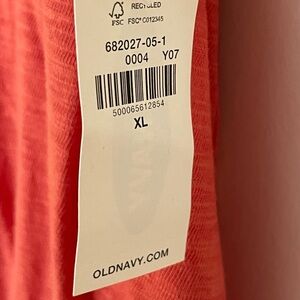 RECYCLED
FSC FSC® C012345
682027-05-1
0004 Y07
500065612854
XL
OLDNAVY.COM